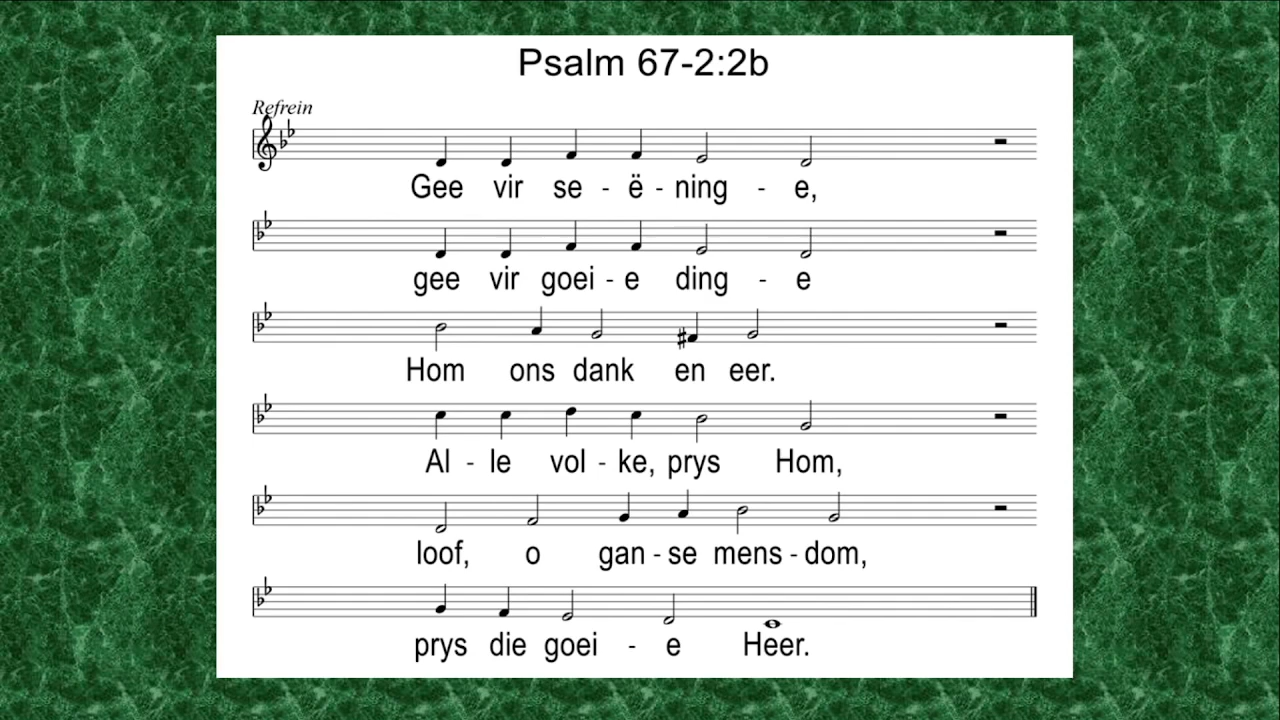 Psalm 67-2:2b
Refrein
Gee vir se - ë - ning - e,
gee vir goei - e ding - e
Hom ons dank en eer.
Al - le vol - ke, prys Hom,
loof, o gan - se mens - dom,
prys die goei - e Heer.